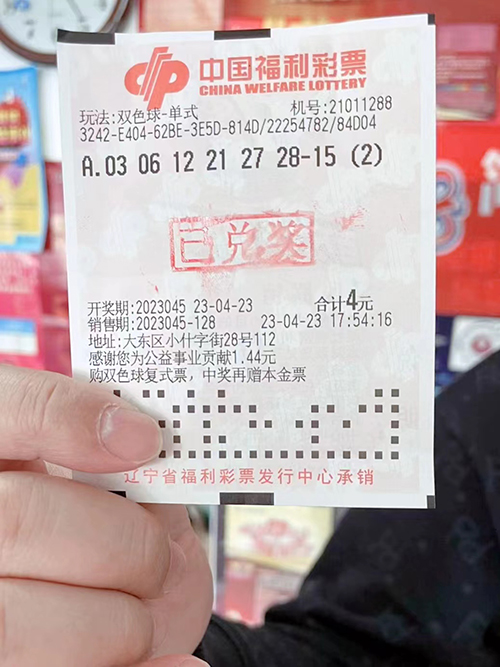 中国福利彩票
CHINA WELFARE LOTTERY
玩法:双色球-单式 机号:21011288
3242-E404-62BE-3E5D-814D/22254782/84D04
A.03 06 12 21 27 28-15 (2)
已兑奖
开奖期:2023045 23-04-23 合计4元
销售期:2023045-128 23-04-23 17:54:16
地址:大东区小什字街28号112
感谢您为公益事业贡献1.44元
购双色球复式票，中奖再赠本金票
辽宁省福利彩票发行中心承销